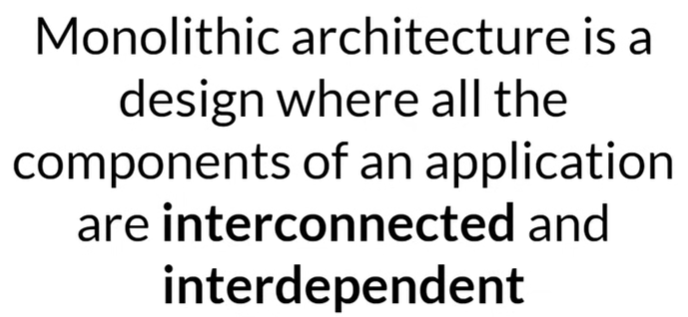 Monolithic architecture is a
design where all the
components of an application
are interconnected and
interdependent